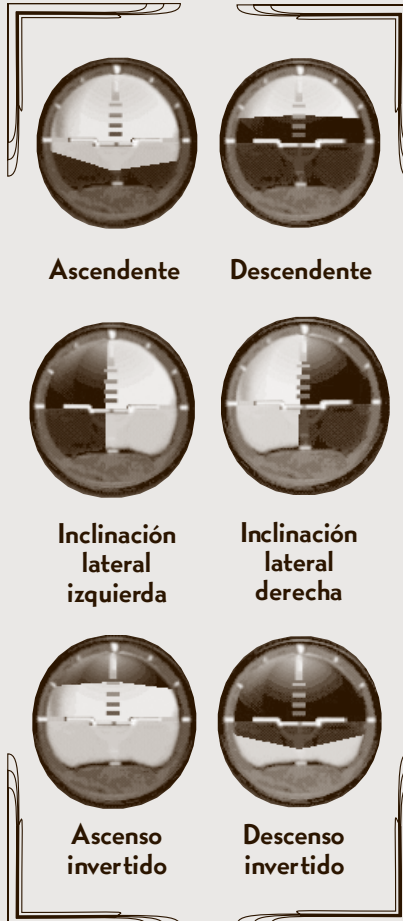 Ascendente
Descendente
Inclinación
lateral
izquierda
Inclinación
lateral
derecha
Ascenso
invertido
Descenso
invertido